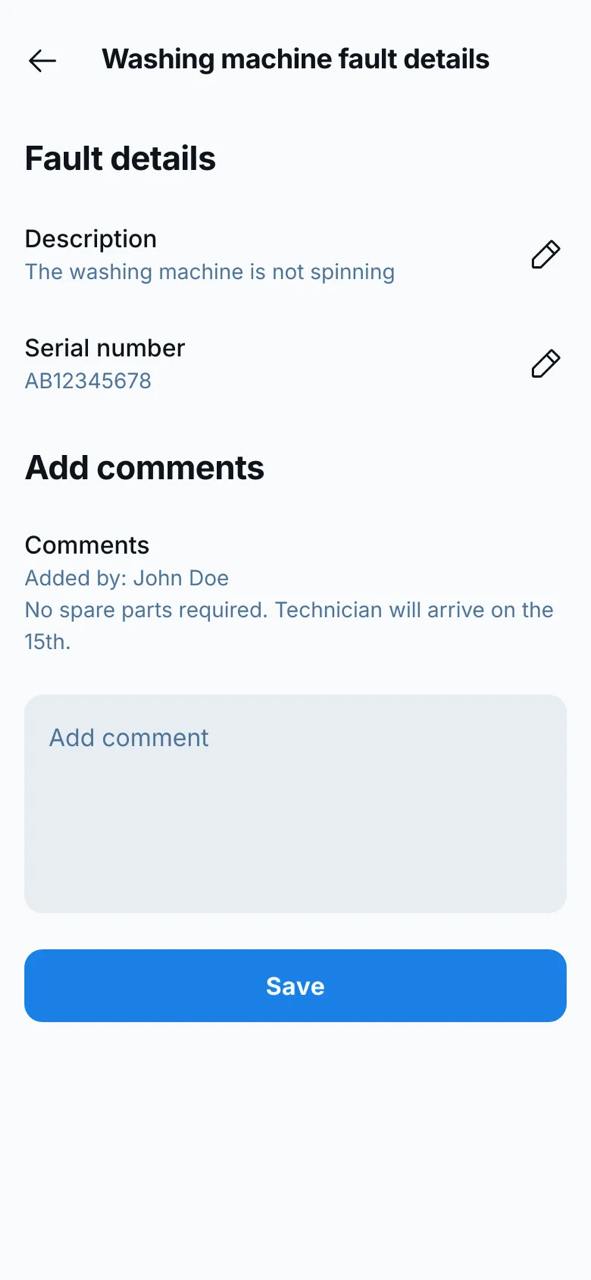 Washing machine fault details
Fault details
Description
The washing machine is not spinning
Serial number
AB12345678
Add comments
Comments
Added by: John Doe
No spare parts required. Technician will arrive on the
15th.
Add comment
Save